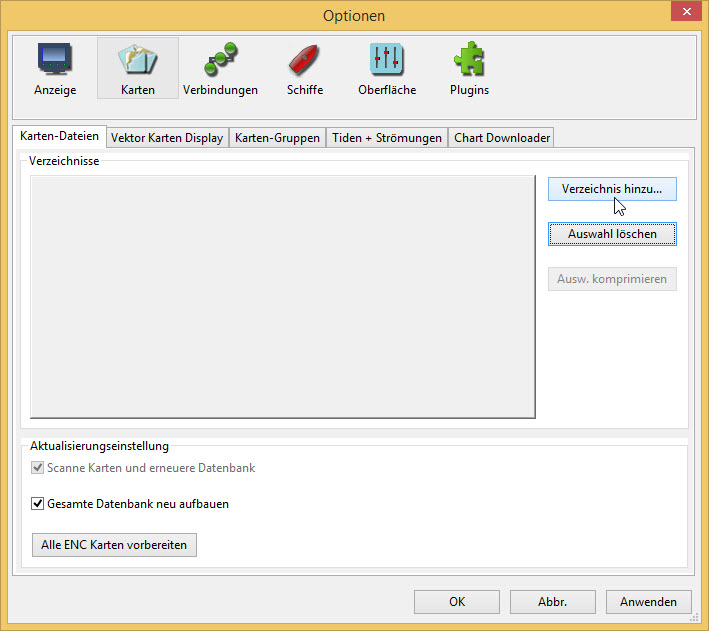 Optionen
Anzeige Karten Verbindungen Schiffe Oberfläche Plugins
Karten-Dateien Vektor Karten Display Karten-Gruppen Tiden + Strömungen Chart Downloader
Verzeichnisse
Verzeichnis hinzu...
Auswahl löschen
Ausw. komprimieren
Aktualisierungseinstellung
Scanne Karten und erneuere Datenbank
Gesamte Datenbank neu aufbauen
Alle ENC Karten vorbereiten
OK Abbr. Anwenden